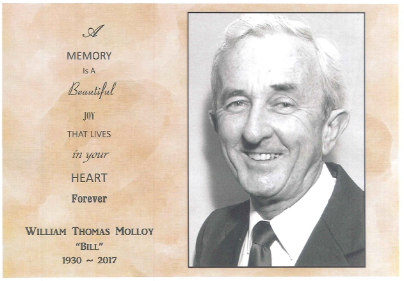 A
MEMORY
IS A
Beautiful
JOY
THAT LIVES
in your
HEART
Forever
WILLIAM THOMAS MOLLOY
"BILL"
1930 ~ 2017